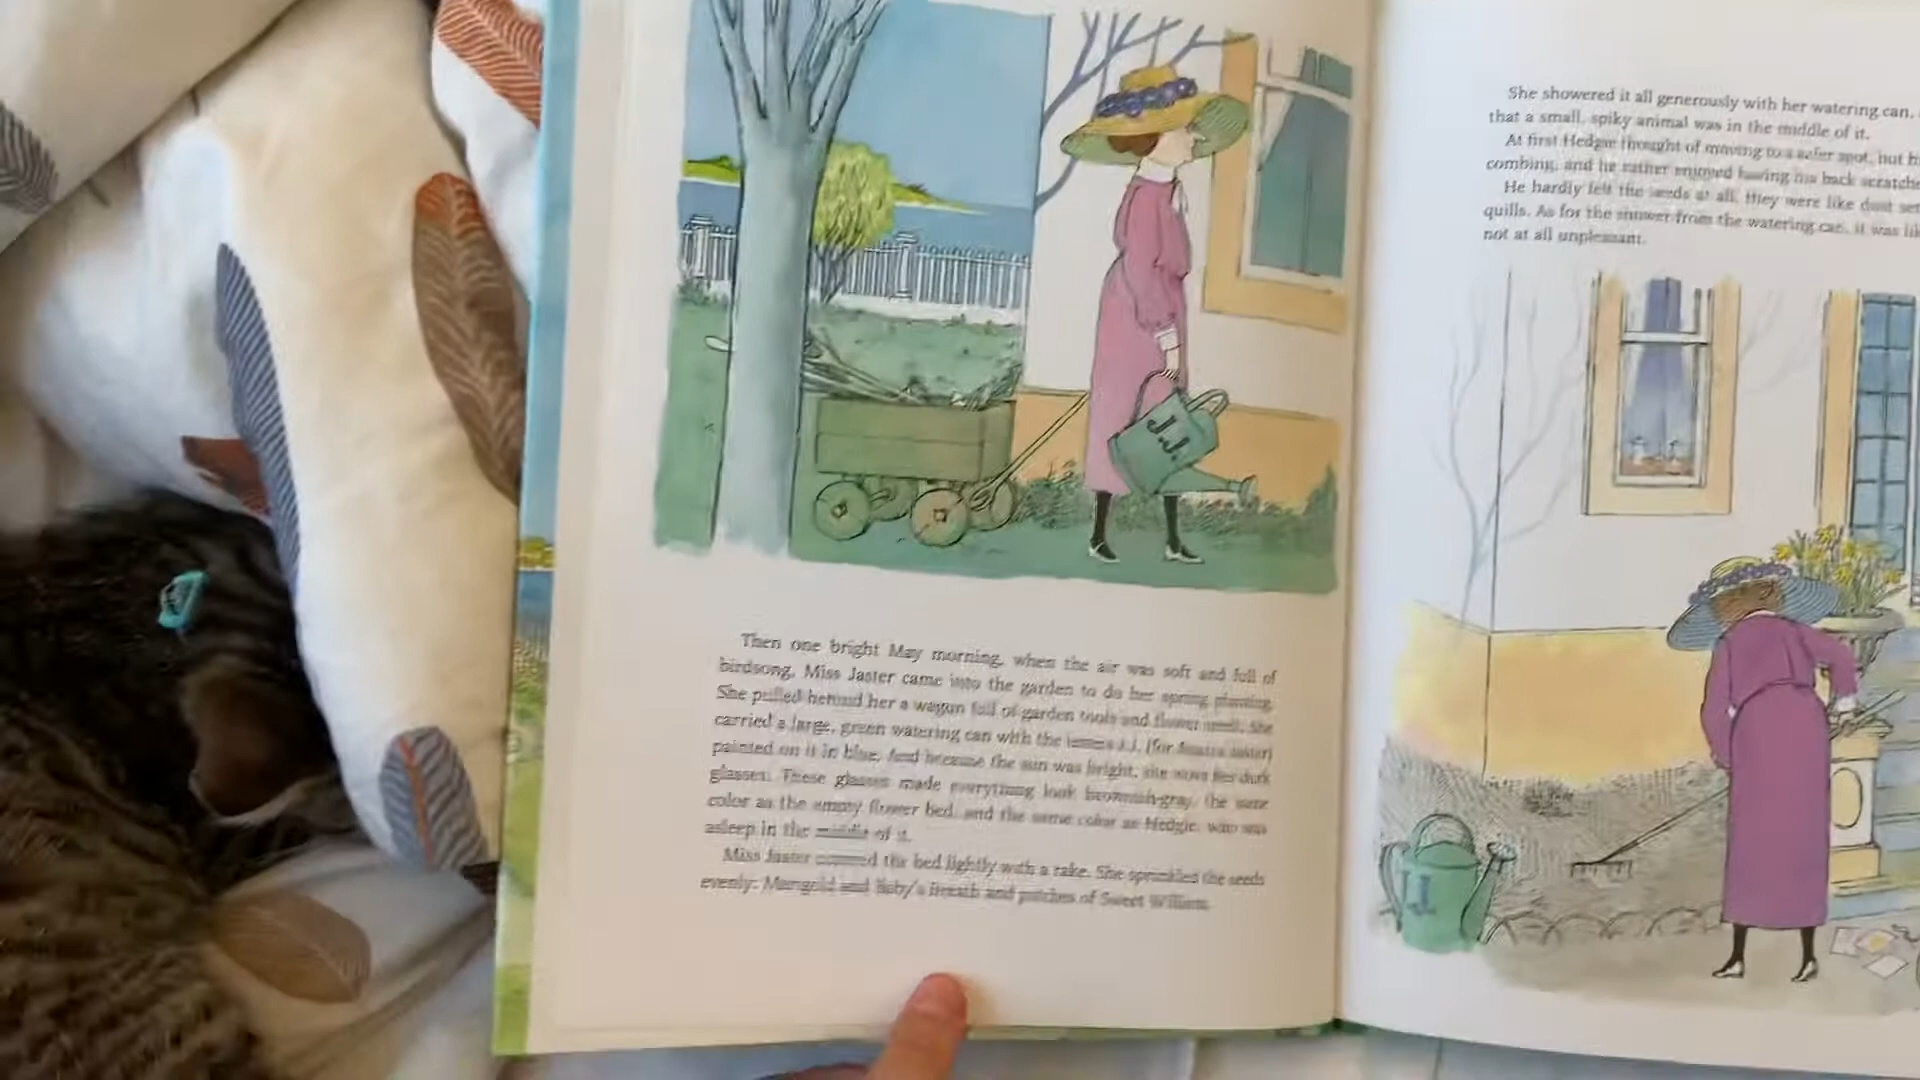 J.J.
Then one bright May morning, when the air was soft and full of
birdsong, Miss Jaster came into the garden to do her spring planting.
She pulled behind her a wagon full of garden tools and flower seeds. She
carried a large, green watering can with the letters J.J. (for Jessica Jaster)
painted on it in blue. And because the sun was bright, she wore her dark
glasses. These glasses made everything look brownish-gray, the same
color as the empty flower bed, and the same color as Hedgie, who was
asleep in the middle of it.
Miss Jaster combed the bed lightly with a rake. She sprinkled the seeds
evenly: Marigold and Baby's Breath and patches of Sweet William.
She showered it all generously with her watering can,
that a small, spiky animal was in the middle of it.
At first Hedgie thought of moving to a safer spot, but
combing, and he rather enjoyed having his back
He hardly felt the seeds at all, they were like dust
quills. As for the shower from the watering can, it was
not at all unpleasant.
J.J.